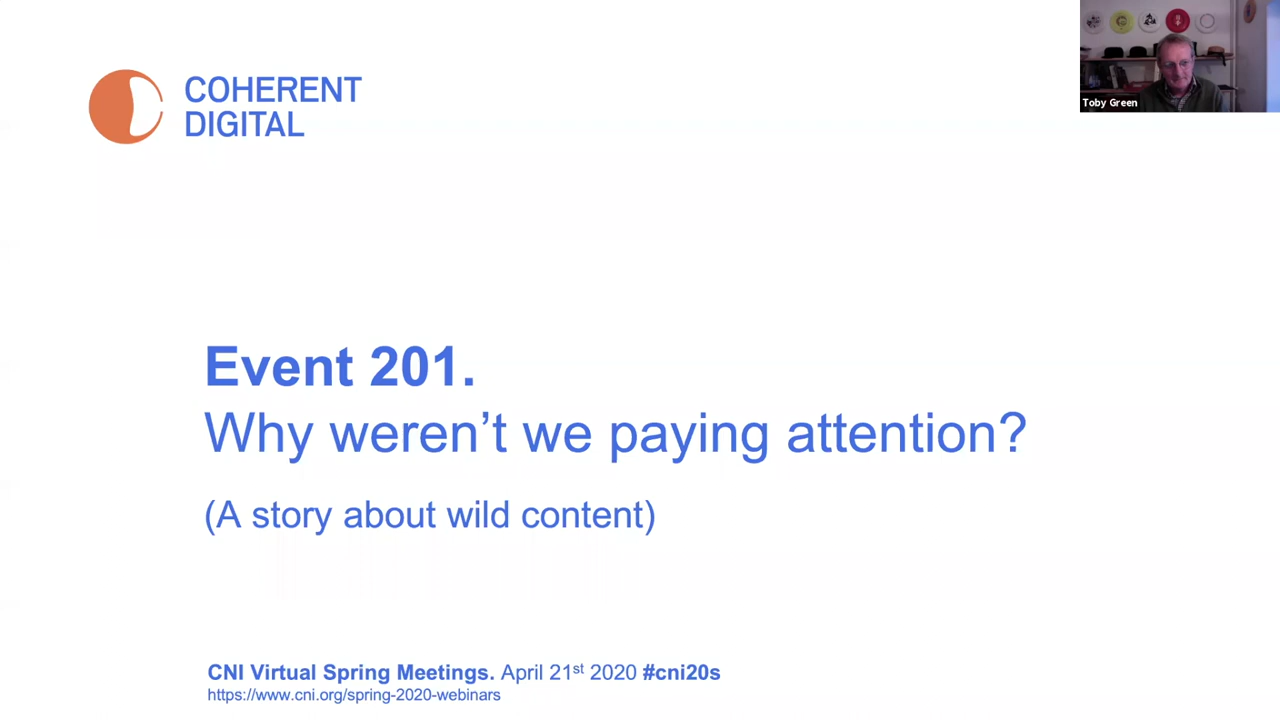 COHERENT
DIGITAL
Toby Green
Event 201.
Why weren’t we paying attention?
(A story about wild content)
CNI Virtual Spring Meetings. April 21st 2020 #cni20s
https://www.cni.org/spring-2020-webinars